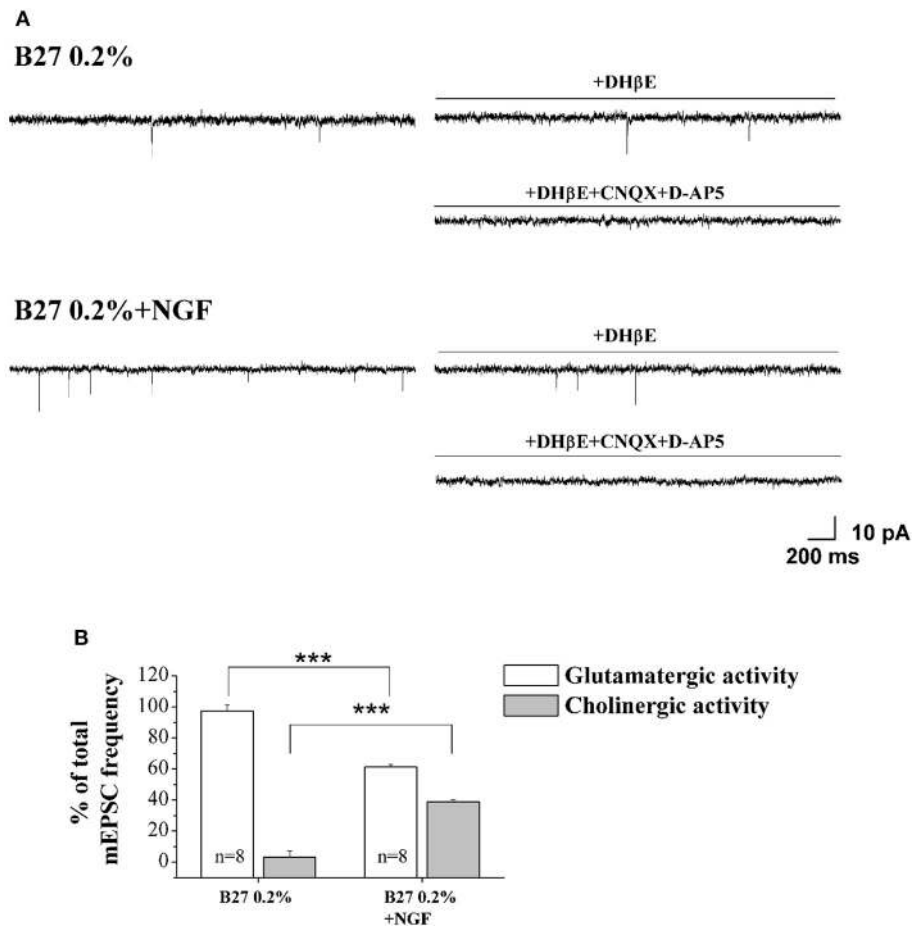 A
B27 0.2%
+DHβE
+DHβE+CNQX+D-AP5
B27 0.2%+NGF
+DHβE
+DHβE+CNQX+D-AP5
10 pA
200 ms
B
% of total
mEPSC frequency
120
100
80
60
40
20
0
***
***
n=8
n=8
B27 0.2%
B27 0.2%
+NGF
Glutamatergic activity
Cholinergic activity